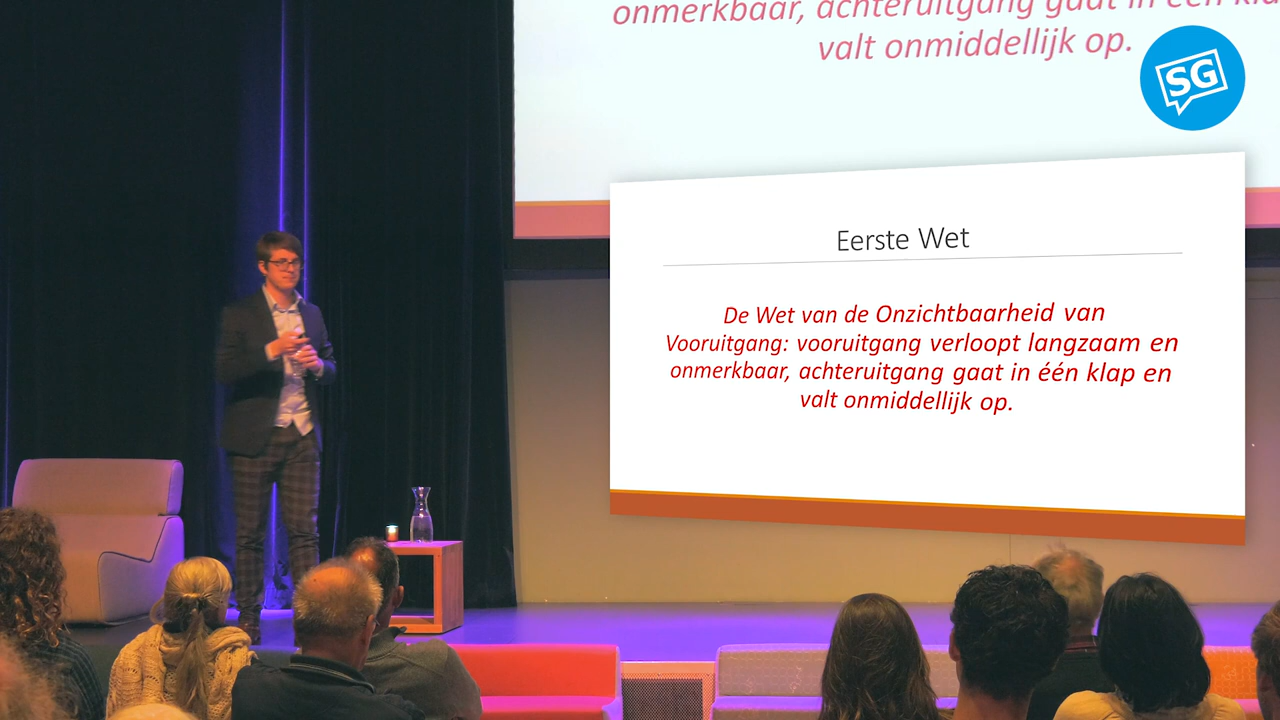 onmerkbaar, achteruitgang gaat in één kla
valt onmiddellijk op.
SG
Eerste Wet
De Wet van de Onzichtbaarheid van
Vooruitgang: vooruitgang verloopt langzaam en
onmerkbaar, achteruitgang gaat in één klap en
valt onmiddellijk op.